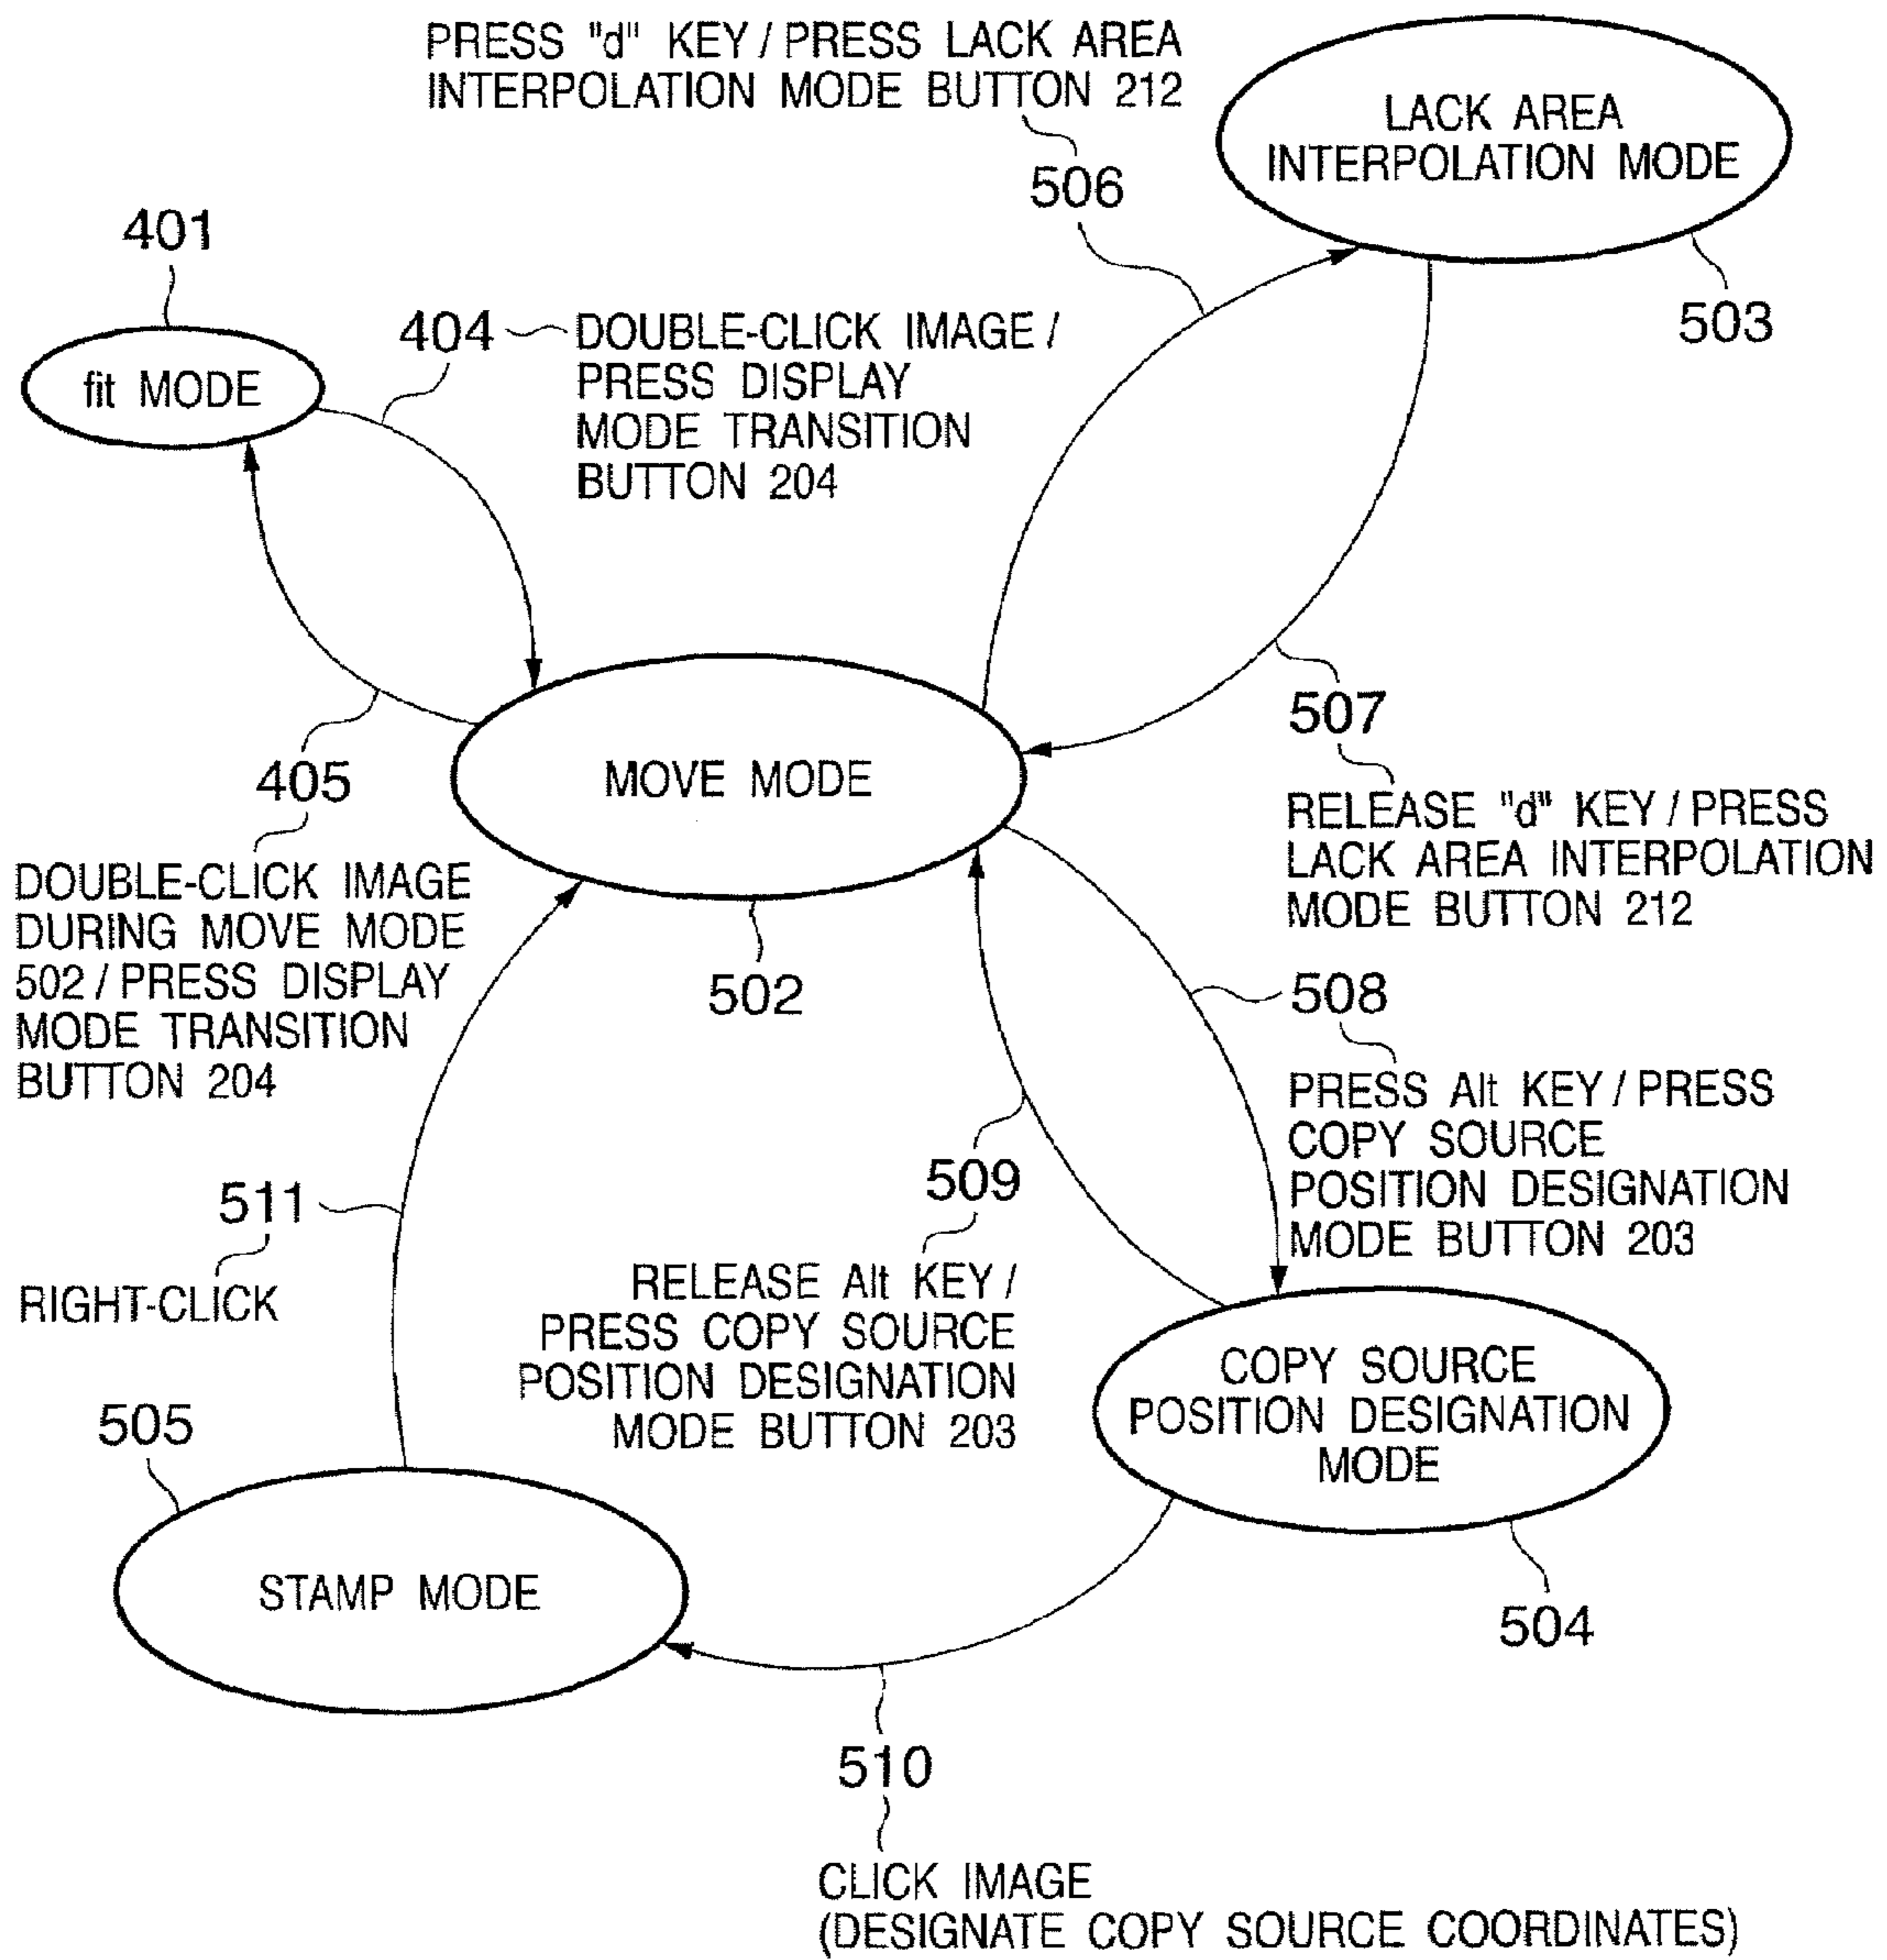 PRESS "d" KEY / PRESS LACK AREA
INTERPOLATION MODE BUTTON 212
506
LACK AREA
INTERPOLATION MODE
503
401
fit MODE
404
DOUBLE-CLICK IMAGE /
PRESS DISPLAY
MODE TRANSITION
BUTTON 204
405
DOUBLE-CLICK IMAGE
DURING MOVE MODE
502 / PRESS DISPLAY
MODE TRANSITION
BUTTON 204
MOVE MODE
502
507
RELEASE "d" KEY / PRESS
LACK AREA INTERPOLATION
MODE BUTTON 212
508
PRESS Alt KEY / PRESS
COPY SOURCE
POSITION DESIGNATION
MODE BUTTON 203
509
RELEASE Alt KEY /
PRESS COPY SOURCE
POSITION DESIGNATION
MODE BUTTON 203
511
RIGHT-CLICK
505
STAMP MODE
COPY SOURCE
POSITION DESIGNATION
MODE
504
510
CLICK IMAGE
(DESIGNATE COPY SOURCE COORDINATES)